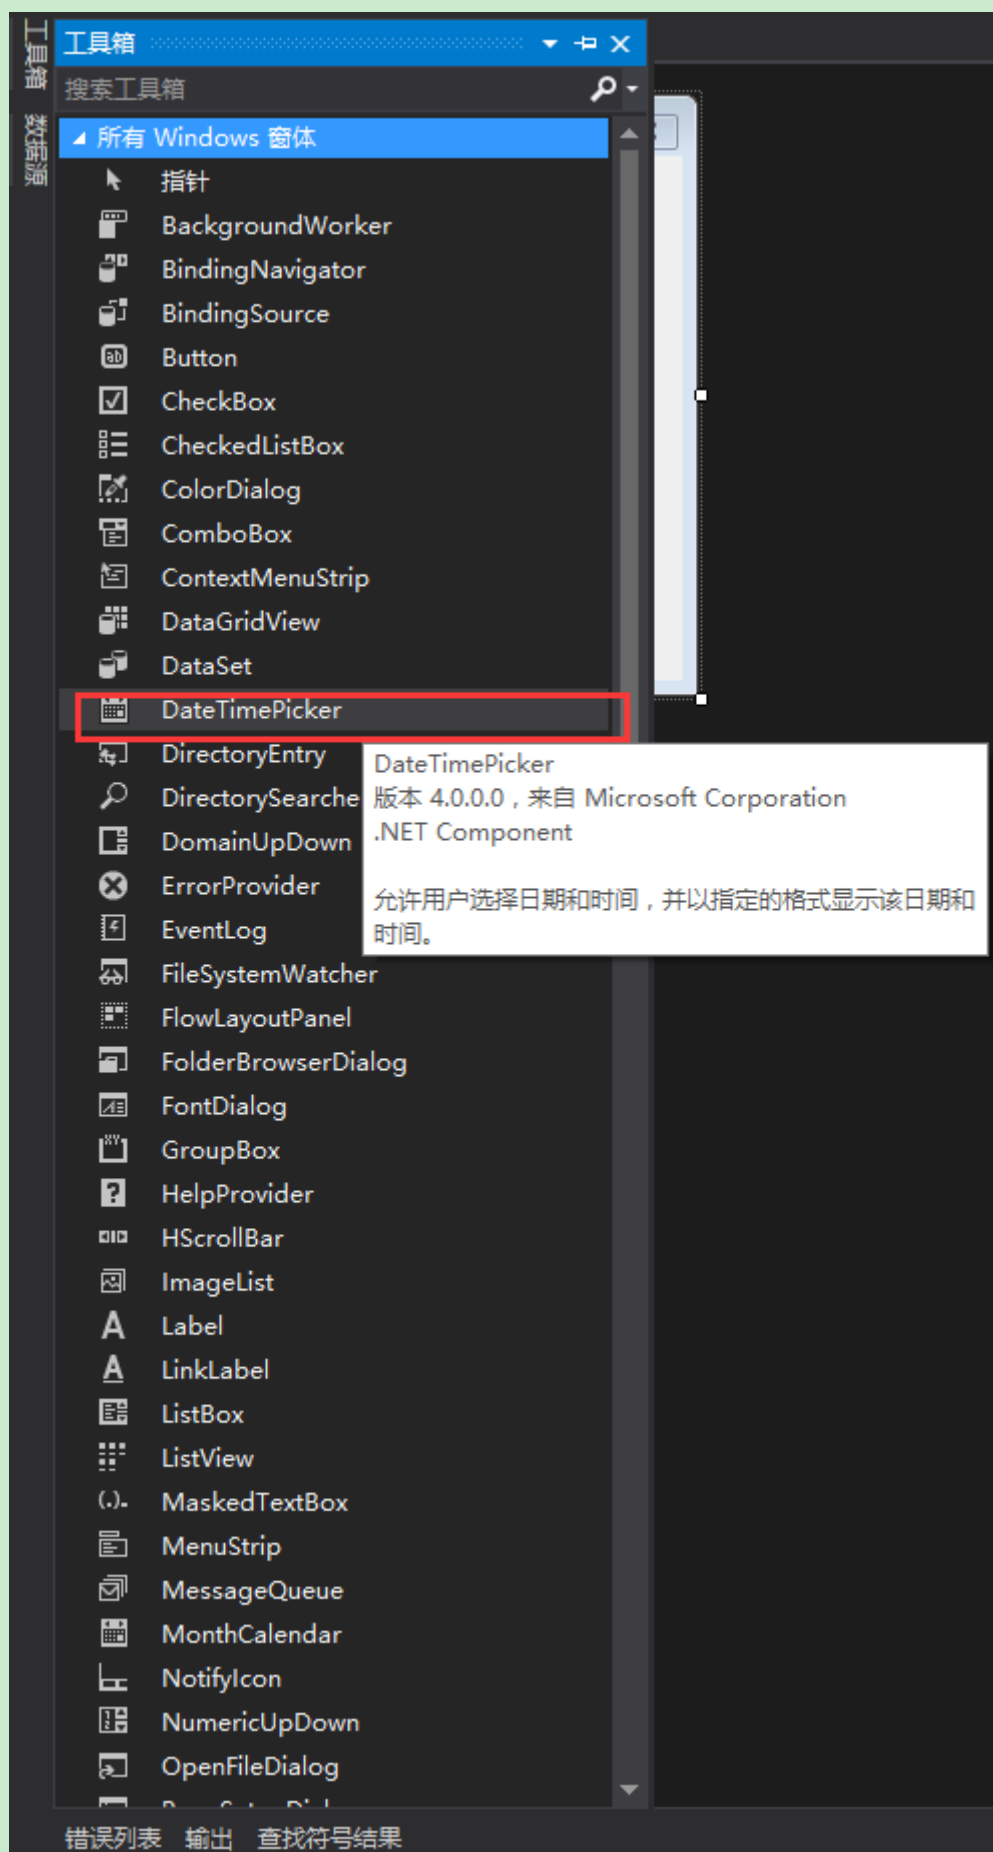 工具箱
数据源
工具箱
搜索工具箱
所有 Windows 窗体
指针
BackgroundWorker
BindingNavigator
BindingSource
Button
CheckBox
CheckedListBox
ColorDialog
ComboBox
ContextMenuStrip
DataGridView
DataSet
DateTimePicker
DirectoryEntry
DirectorySearche
DomainUpDown
ErrorProvider
EventLog
DateTimePicker
版本 4.0.0.0，来自 Microsoft Corporation
.NET Component
允许用户选择日期和时间，并以指定的格式显示该日期和
时间。
FileSystemWatcher
FlowLayoutPanel
FolderBrowserDialog
FontDialog
GroupBox
HelpProvider
HScrollBar
ImageList
Label
LinkLabel
ListBox
ListView
MaskedTextBox
MenuStrip
MessageQueue
MonthCalendar
NotifyIcon
NumericUpDown
OpenFileDialog
错误列表 输出 查找符号结果